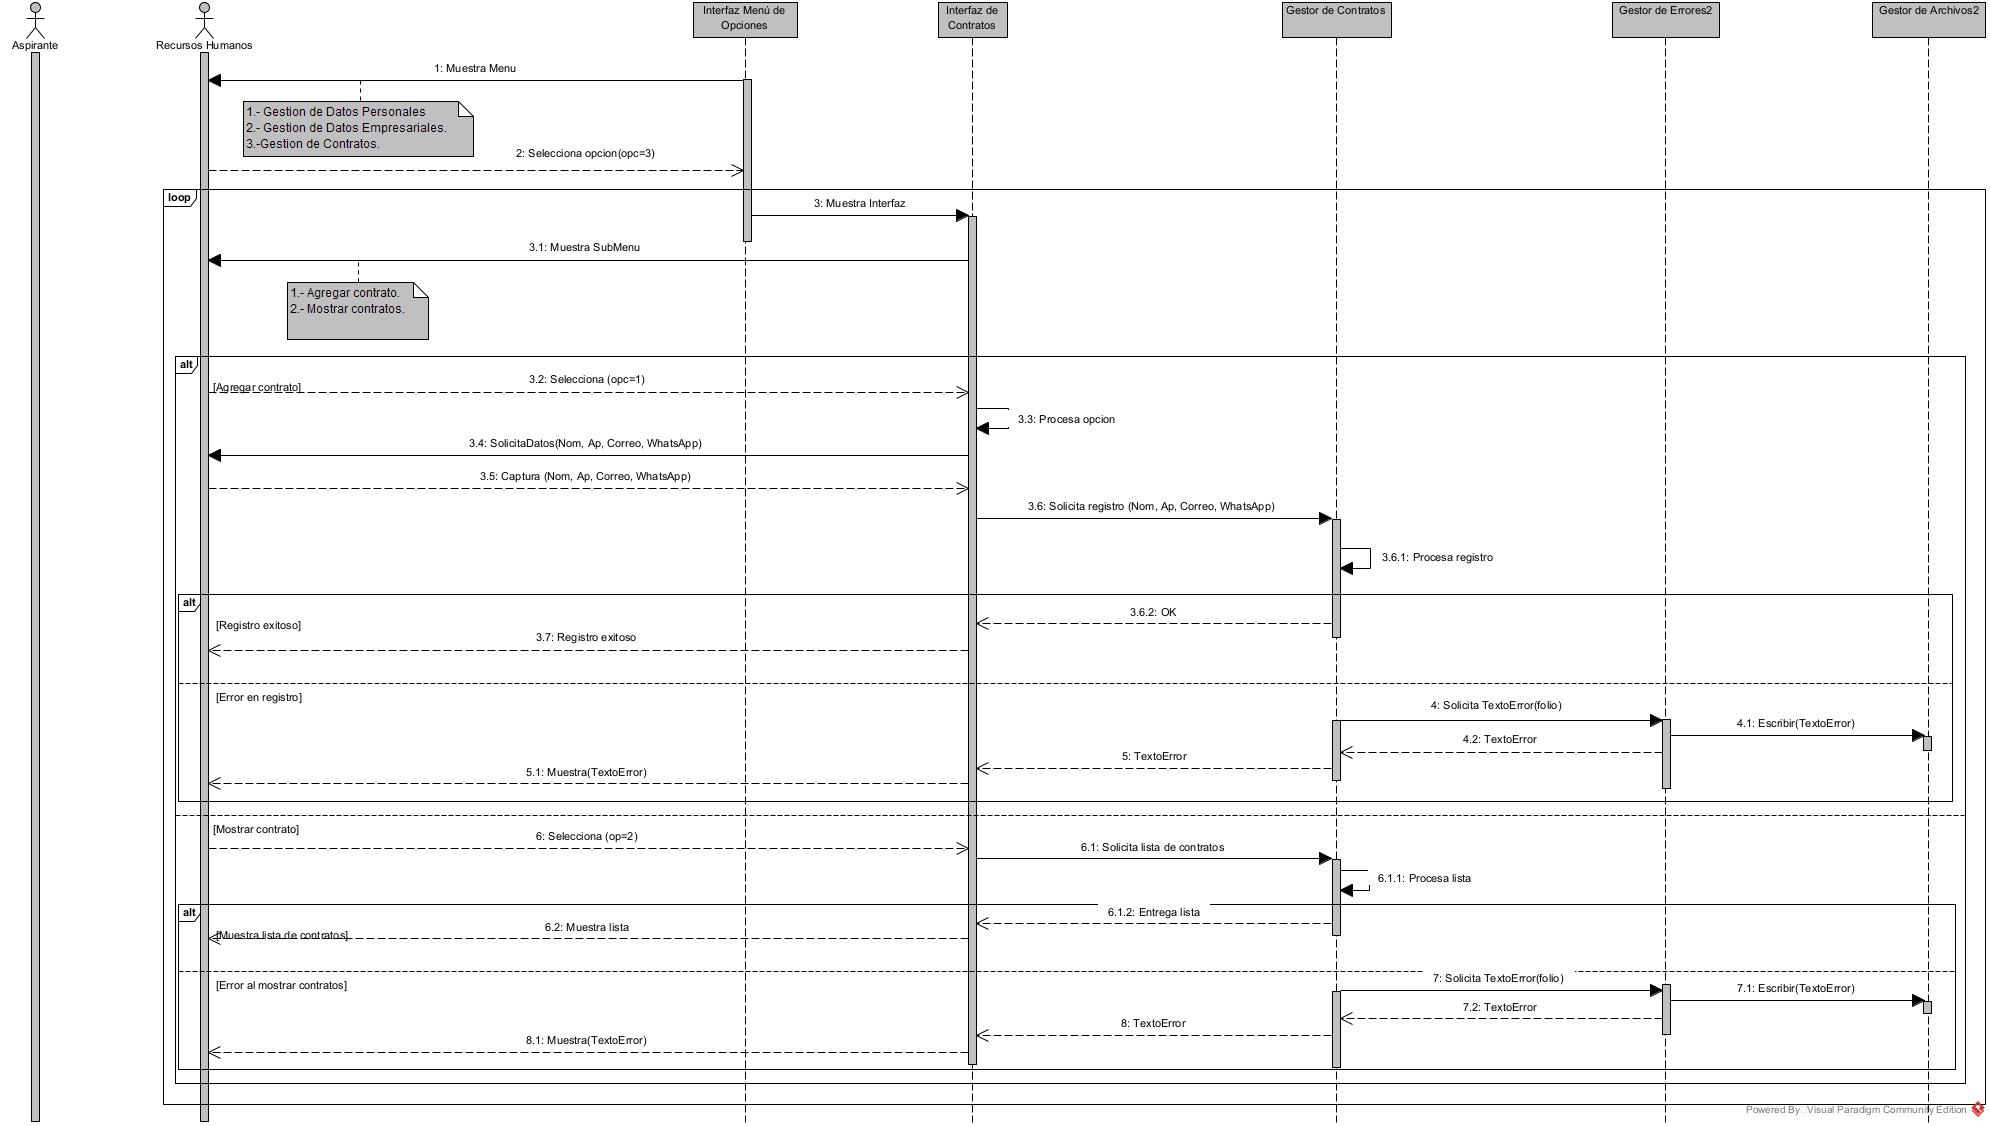 Aspirante
Recursos Humanos
Interfaz Menú de
Opciones
Interfaz de
Contratos
Gestor de Contratos
Gestor de Errores2
Gestor de Archivos2
1: Muestra Menu
1.- Gestion de Datos Personales
2.- Gestion de Datos Empresariales.
3.-Gestion de Contratos.
2: Selecciona opcion(opc=3)
loop
3: Muestra Interfaz
3.1: Muestra SubMenu
1.- Agregar contrato.
2.- Mostrar contratos.
alt
[Agregar contrato]
3.2: Selecciona (opc=1)
3.3: Procesa opcion
3.4: SolicitaDatos(Nom, Ap, Correo, WhatsApp)
3.5: Captura (Nom, Ap, Correo, WhatsApp)
3.6: Solicita registro (Nom, Ap, Correo, WhatsApp)
3.6.1: Procesa registro
alt
[Registro exitoso]
3.6.2: OK
3.7: Registro exitoso
[Error en registro]
4: Solicita TextoError(folio)
4.1: Escribir(TextoError)
4.2: TextoError
5: TextoError
5.1: Muestra(TextoError)
[Mostrar contrato]
6: Selecciona (op=2)
6.1: Solicita lista de contratos
6.1.1: Procesa lista
alt
6.1.2: Entrega lista
6.2: Muestra lista
[Muestra lista de contratos]
[Error al mostrar contratos]
7: Solicita TextoError(folio)
7.1: Escribir(TextoError)
7.2: TextoError
8: TextoError
8.1: Muestra(TextoError)
Powered By Visual Paradigm Community Edition